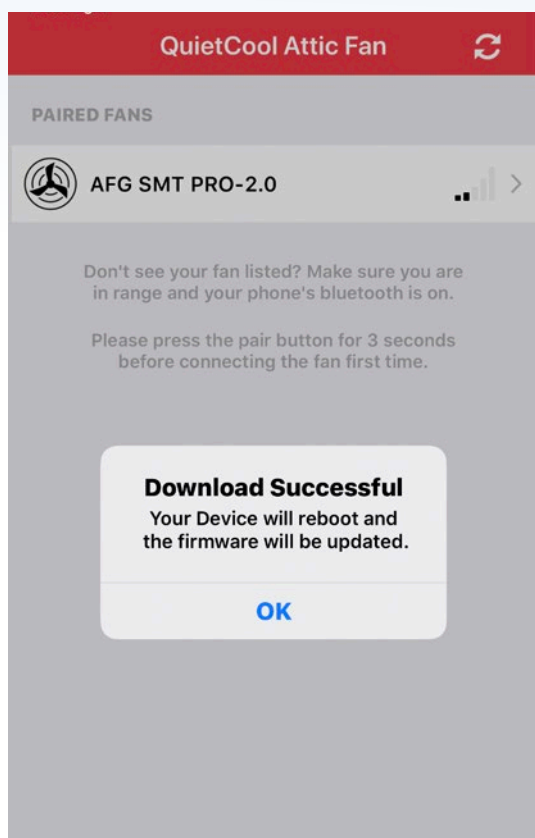 QuietCool Attic Fan
PAIRED FANS
AFG SMT PRO-2.0
Don't see your fan listed? Make sure you are
in range and your phone's bluetooth is on.
Please press the pair button for 3 seconds
before connecting the fan first time.
Download Successful
Your Device will reboot and
the firmware will be updated.
OK